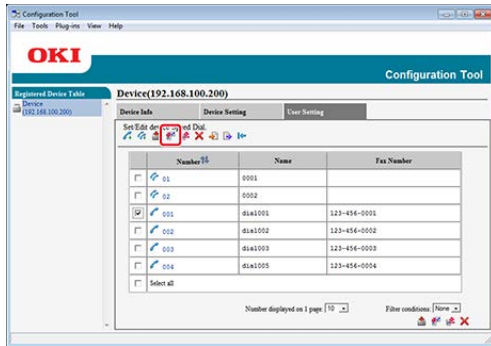 Configuration Tool
File Tools Plug-ins View Help
OKI
Configuration Tool
Registered Device Table
Device
(192.168.100.200)
Device(192.168.100.200)
Device Info
Device Setting
User Setting
Set/Edit device Speed Dial.
Number Name Fax Number
01 0001
02 0002
001 dial001 123-456-0001
002 dial002 123-456-0002
003 dial003 123-456-0003
004 dial005 123-456-0004
Select all
Number displayed on 1 page: 10
Filter conditions: None